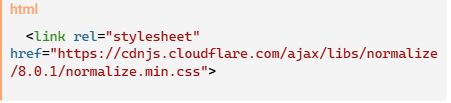 html
<link rel="stylesheet"
href="https://cdnjs.cloudflare.com/ajax/libs/normalize
/8.0.1/normalize.min.css">